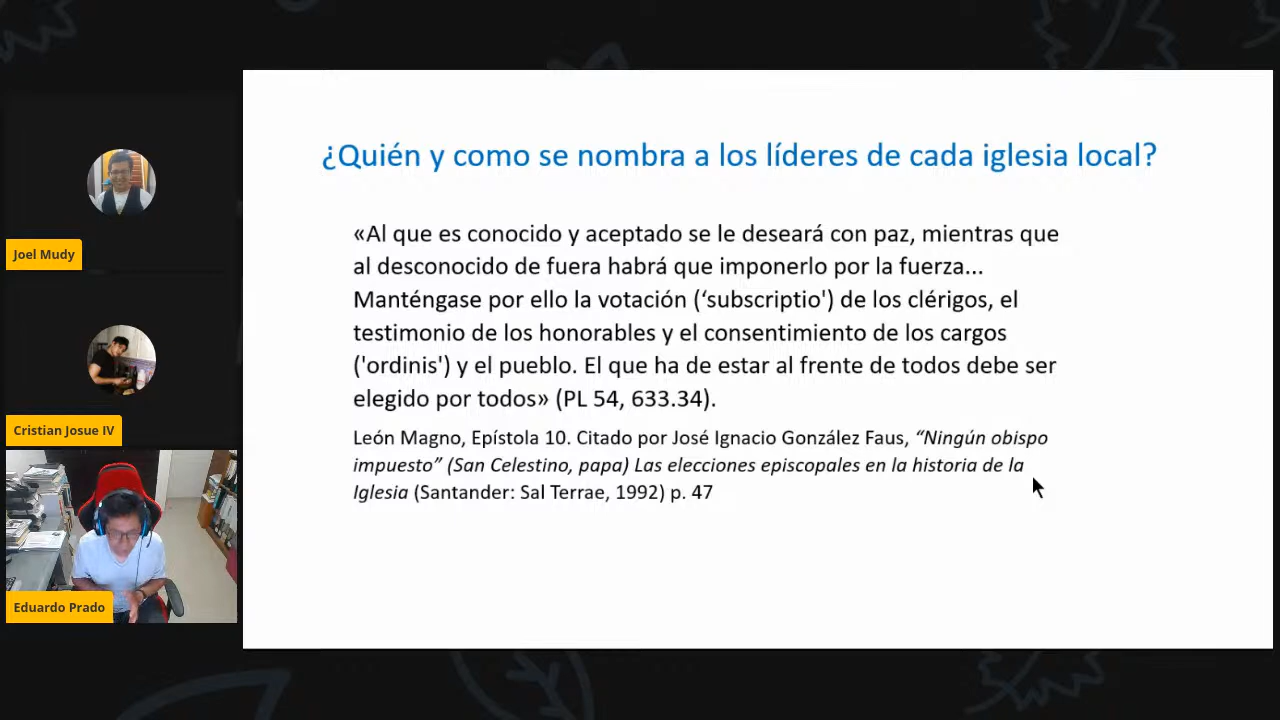 ¿Quién y como se nombra a los líderes de cada iglesia local?
«Al que es conocido y aceptado se le deseará con paz, mientras que
al desconocido de fuera habrá que imponerlo por la fuerza...
Manténgase por ello la votación (‘subscriptio') de los clérigos, el
testimonio de los honorables y el consentimiento de los cargos
('ordinis') y el pueblo. El que ha de estar al frente de todos debe ser
elegido por todos» (PL 54, 633.34).
León Magno, Epístola 10. Citado por José Ignacio González Faus, “Ningún obispo
impuesto” (San Celestino, papa) Las elecciones episcopales en la historia de la
Iglesia (Santander: Sal Terrae, 1992) p. 47
Joel Mudy
Cristian Josue IV
Eduardo Prado